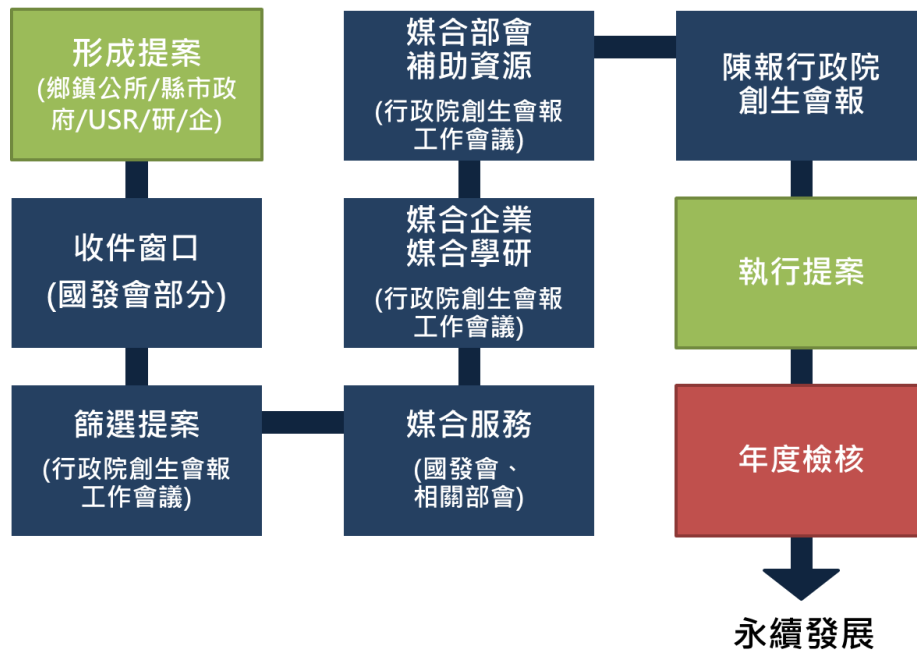 形成提案
(鄉鎮公所/縣市政
府/USR/研/企)
收件窗口
(國發會部分)
篩選提案
(行政院創生會報
工作會議)
媒合服務
(國發會、
相關部會)
媒合企業
媒合學研
(行政院創生會報
工作會議)
媒合部會
補助資源
(行政院創生會報
工作會議)
陳報行政院
創生會報
執行提案
年度檢核
永續發展